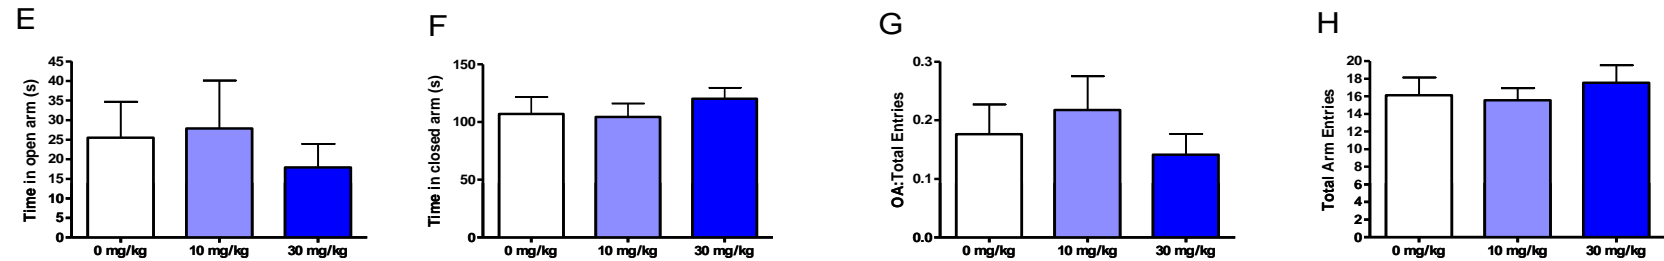 E
Time in open arm (s)
45
40
35
30
25
20
15
10
5
0
0 mg/kg 10 mg/kg 30 mg/kg
F
Time in closed arm (s)
150
100
50
0
0 mg/kg 10 mg/kg 30 mg/kg
G
OA:Total Entries
0.3
0.2
0.1
0.0
0 mg/kg 10 mg/kg 30 mg/kg
H
Total Arm Entries
20
18
16
14
12
10
8
6
4
2
0
0 mg/kg 10 mg/kg 30 mg/kg